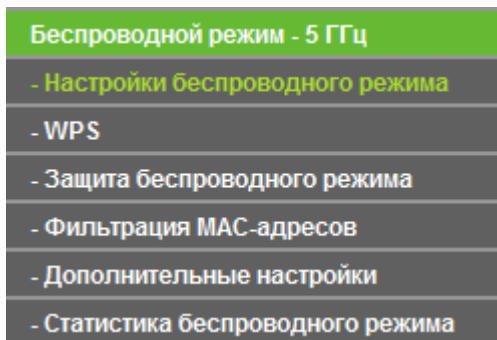 Беспроводной режим - 5 ГГц
- Настройки беспроводного режима
- WPS
- Защита беспроводного режима
- Фильтрация MAC-адресов
- Дополнительные настройки
- Статистика беспроводного режима